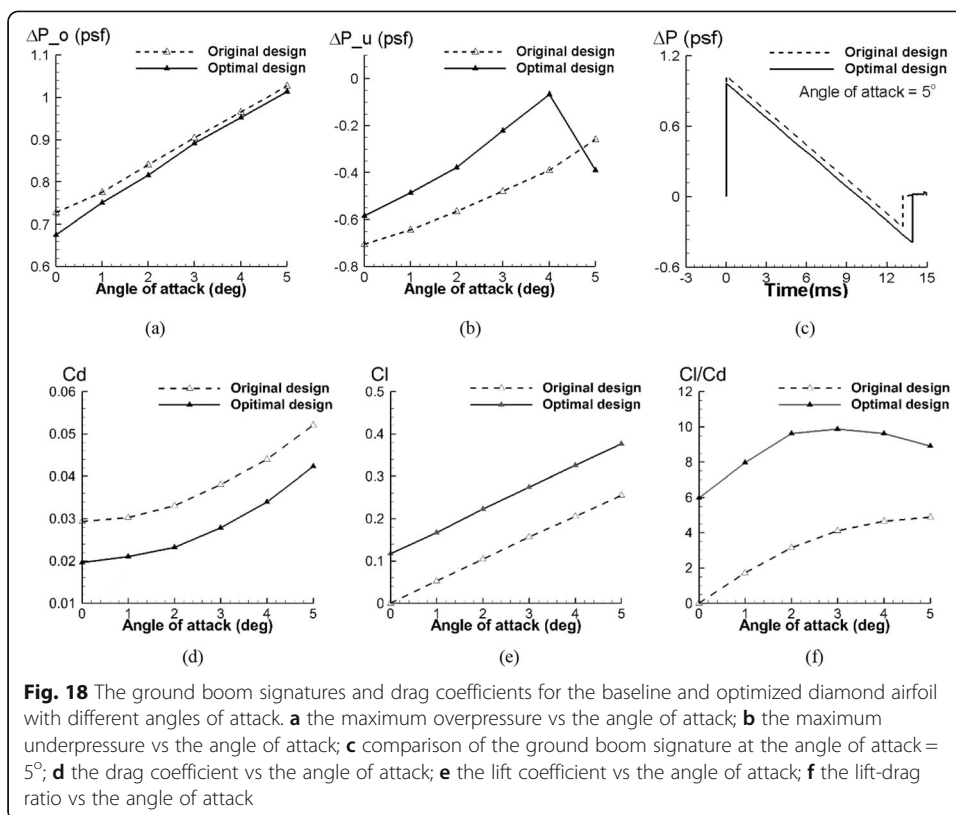 ΔP_o (psf)
Original design
Optimal design
1.1
1
0.9
0.8
0.7
0.6
0 1 2 3 4 5
Angle of attack (deg)
(a)
ΔP_u (psf)
Original design
Optimal design
0
-0.2
-0.4
-0.6
-0.8
0 1 2 3 4 5
Angle of attack (deg)
(b)
ΔP (psf)
Original design
Optimal design
Angle of attack = 5°
1.2
0.6
0
-0.6
-3 0 3 6 9 12 15
Time(ms)
(c)
Cd
Original design
Opitimal design
0.06
0.05
0.04
0.03
0.02
0.01
0 1 2 3 4 5
Angle of attack (deg)
(d)
Cl
Original design
Optimal design
0.5
0.4
0.3
0.2
0.1
0
0 1 2 3 4 5
Angle of attack (deg)
(e)
Cl/Cd
Original design
Optimal design
12
10
8
6
4
2
0
0 1 2 3 4 5
Angle of attack (deg)
(f)
Fig. 18 The ground boom signatures and drag coefficients for the baseline and optimized diamond airfoil
with different angles of attack. a the maximum overpressure vs the angle of attack; b the maximum
underpressure vs the angle of attack; c comparison of the ground boom signature at the angle of attack =
5°; d the drag coefficient vs the angle of attack; e the lift coefficient vs the angle of attack; f the lift-drag
ratio vs the angle of attack